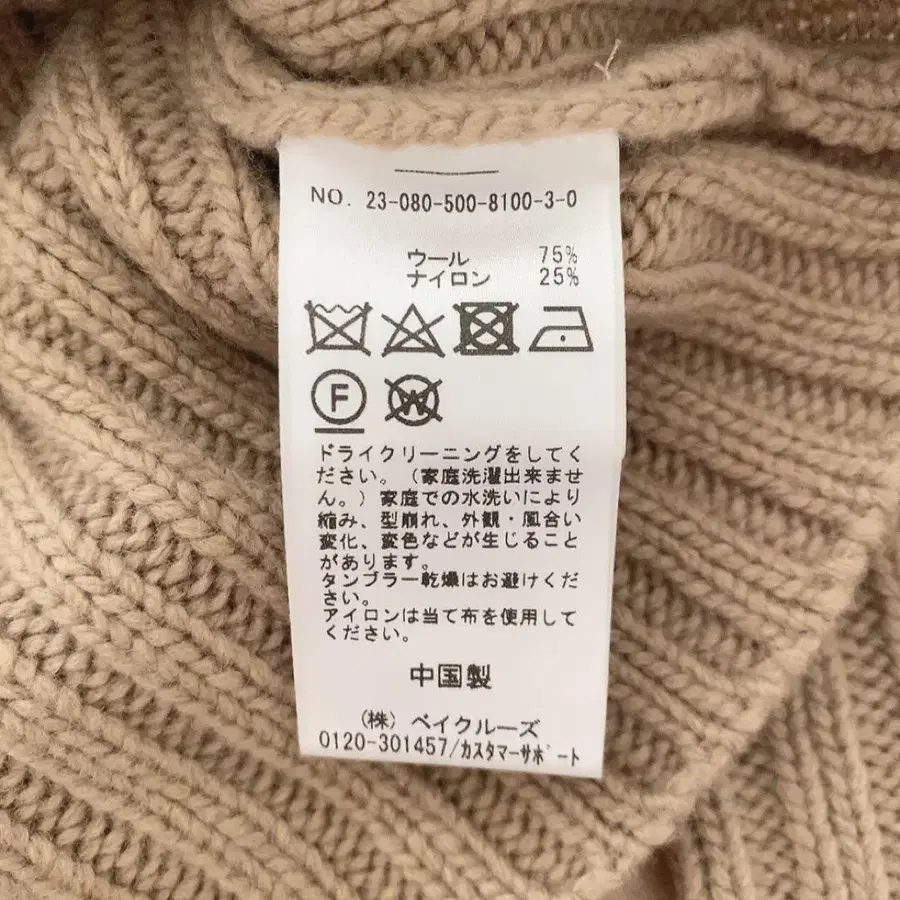 NO. 23-080-500-8100-3-0
ウール 75%
ナイロン 25%
F
W
ドライクリーニングをしてく
ださい。（家庭洗濯出来ませ
ん。）家庭での水洗いにより
縮み、型崩れ、外観・風合い
変化、変色などが生じること
があります。
タンブラー乾燥はお避けくだ
さい。
アイロンは当て布を使用して
ください。
中国製
（株）ベイクルーズ
0120-301457/ｶｽﾀﾏｰｻﾎﾟｰﾄ